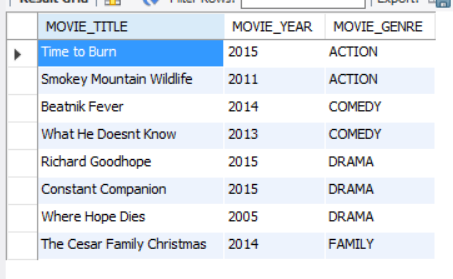 Result Grid Filter Rows: Export:
MOVIE_TITLE MOVIE_YEAR MOVIE_GENRE
Time to Burn 2015 ACTION
Smokey Mountain Wildlife 2011 ACTION
Beatnik Fever 2014 COMEDY
What He Doesnt Know 2013 COMEDY
Richard Goodhope 2015 DRAMA
Constant Companion 2015 DRAMA
Where Hope Dies 2005 DRAMA
The Cesar Family Christmas 2014 FAMILY